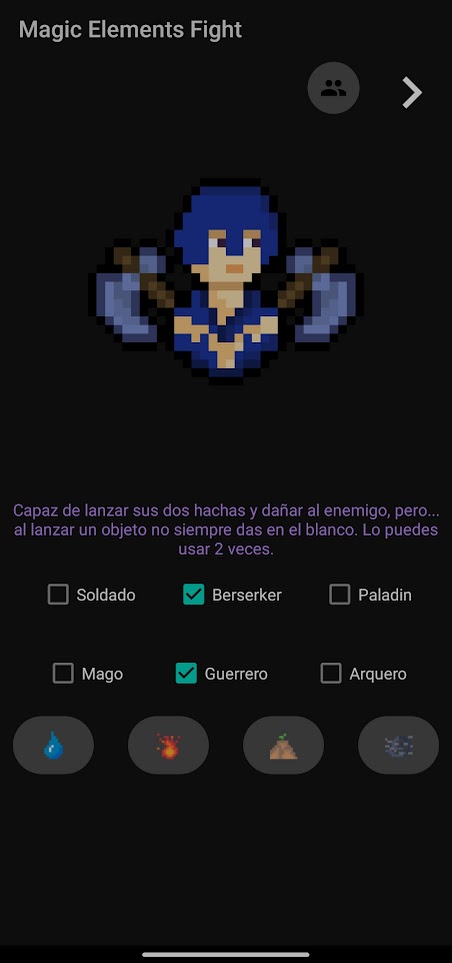 Magic Elements Fight
Capaz de lanzar sus dos hachas y dañar al enemigo, pero...
al lanzar un objeto no siempre das en el blanco. Lo puedes
usar 2 veces.
Soldado Berserker Paladin
Mago Guerrero Arquero